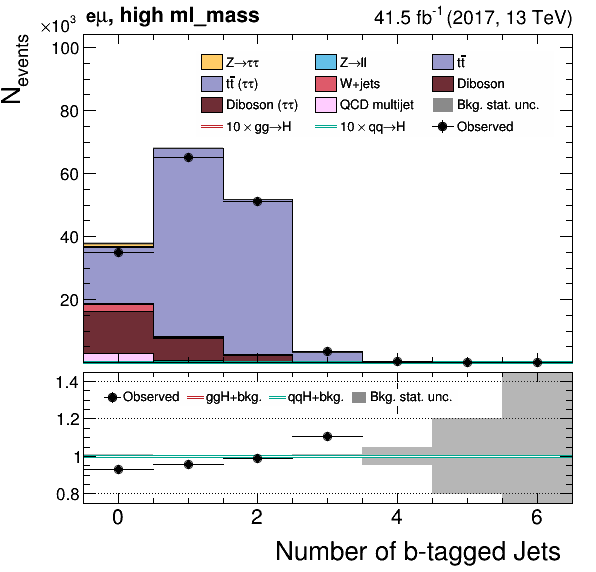 eμ, high ml_mass 41.5 fb⁻¹ (2017, 13 TeV)
×10³
N_events
100
80
60
40
20
Z→ττ Z→ll tt̄
tt̄ (ττ) W+jets Diboson
Diboson (ττ) QCD multijet Bkg. stat. unc.
10 × gg→H 10 × qq→H Observed
1.4
1.2
1
0.8
Observed ggH+bkg. qqH+bkg. Bkg. stat. unc.
0 2 4 6
Number of b-tagged Jets